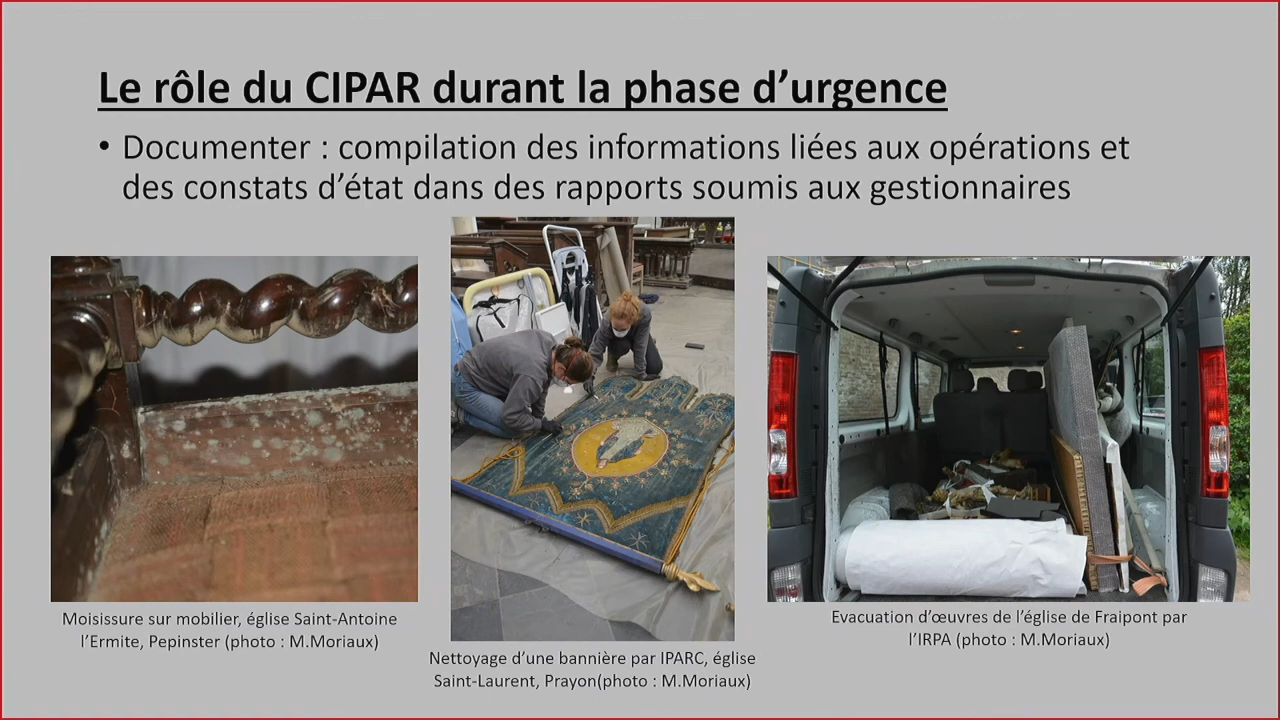 Le rôle du CIPAR durant la phase d’urgence
• Documenter : compilation des informations liées aux opérations et
des constats d’état dans des rapports soumis aux gestionnaires
Moisissure sur mobilier, église Saint-Antoine
l’Ermite, Pepinster (photo : M.Moriaux)
Nettoyage d’une bannière par IPARC, église
Saint-Laurent, Prayon(photo : M.Moriaux)
Evacuation d’œuvres de l’église de Fraipont par
l’IRPA (photo : M.Moriaux)